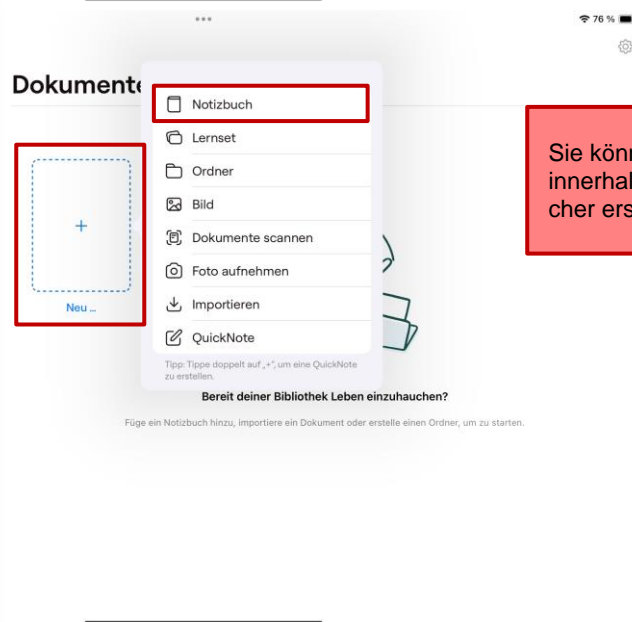 76 %
Dokumente
Notizbuch
Lernset
Ordner
Bild
Dokumente scannen
Foto aufnehmen
Importieren
QuickNote
Tipp: Tippe doppelt auf „+“, um eine QuickNote
zu erstellen.
+
Neu ...
Sie könn
innerhal
cher ers
Bereit deiner Bibliothek Leben einzuhauchen?
Füge ein Notizbuch hinzu, importiere ein Dokument oder erstelle einen Ordner, um zu starten.